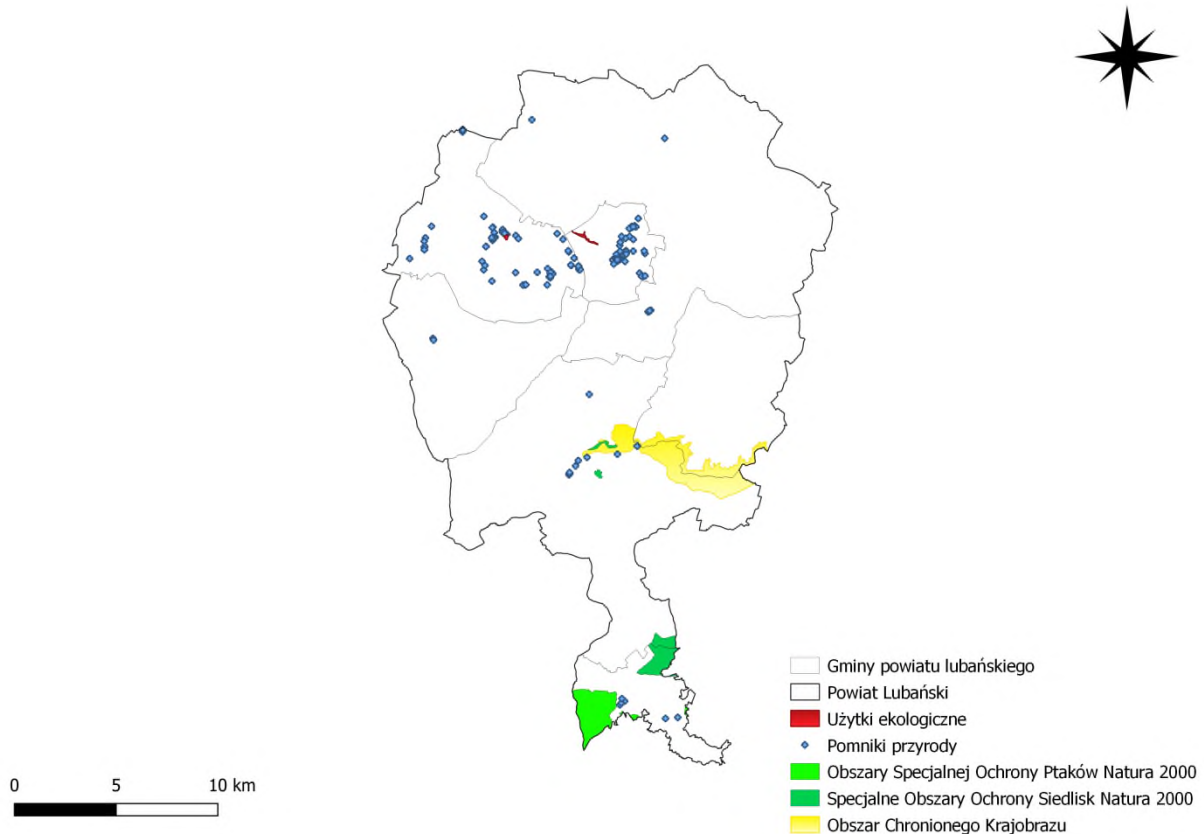 Gminy powiatu lubańskiego
Powiat Lubański
Użytki ekologiczne
Pomniki przyrody
Obszary Specjalnej Ochrony Ptaków Natura 2000
Specjalne Obszary Ochrony Siedlisk Natura 2000
Obszar Chronionego Krajobrazu
0 5 10 km